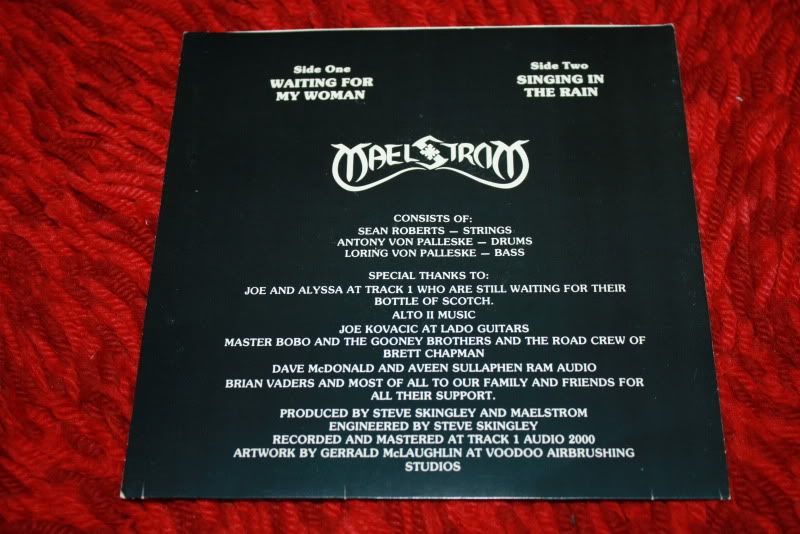 Side One
WAITING FOR
MY WOMAN
Side Two
SINGING IN
THE RAIN
MAELSTROM
CONSISTS OF:
SEAN ROBERTS — STRINGS
ANTONY VON PALLESKE — DRUMS
LORING VON PALLESKE — BASS
SPECIAL THANKS TO:
JOE AND ALYSSA AT TRACK 1 WHO ARE STILL WAITING FOR THEIR
BOTTLE OF SCOTCH.
ALTO II MUSIC
JOE KOVACIC AT LADO GUITARS
MASTER BOBO AND THE GOONEY BROTHERS AND THE ROAD CREW OF
BRETT CHAPMAN
DAVE McDONALD AND AVEEN SULLAPHEN RAM AUDIO
BRIAN VADERS AND MOST OF ALL TO OUR FAMILY AND FRIENDS FOR
ALL THEIR SUPPORT.
PRODUCED BY STEVE SKINGLEY AND MAELSTROM
ENGINEERED BY STEVE SKINGLEY
RECORDED AND MASTERED AT TRACK 1 AUDIO 2000
ARTWORK BY GERRALD McLAUGHLIN AT VOODOO AIRBRUSHING
STUDIOS